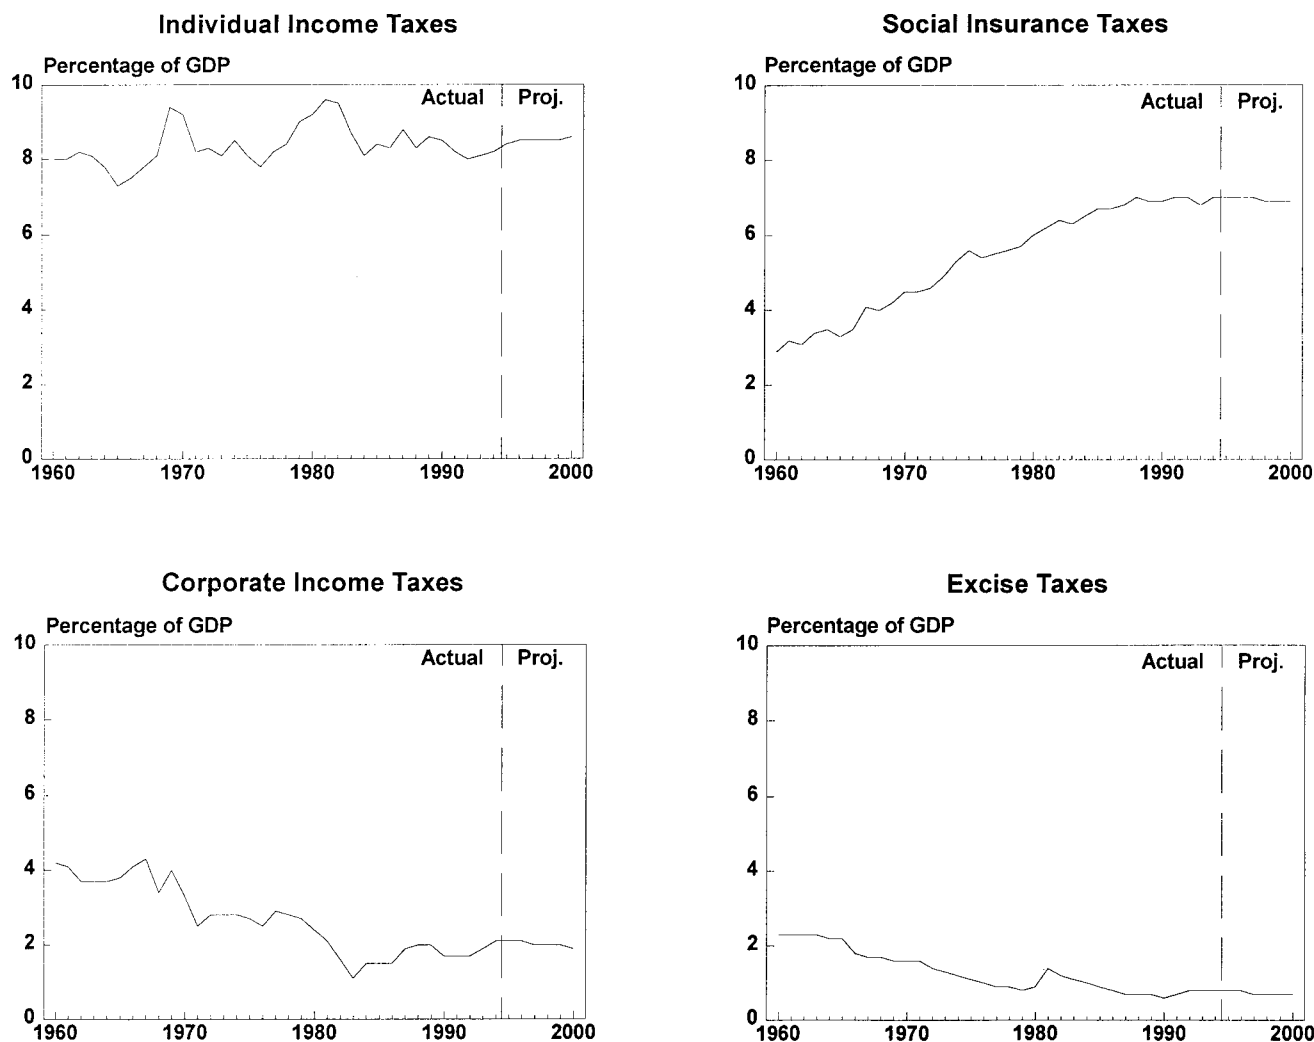 Individual Income Taxes
Percentage of GDP
10
Actual Proj.
8
6
4
2
0
1960 1970 1980 1990 2000
Social Insurance Taxes
Percentage of GDP
10
Actual Proj.
8
6
4
2
0
1960 1970 1980 1990 2000
Corporate Income Taxes
Percentage of GDP
10
Actual Proj.
8
6
4
2
0
1960 1970 1980 1990 2000
Excise Taxes
Percentage of GDP
10
Actual Proj.
8
6
4
2
0
1960 1970 1980 1990 2000